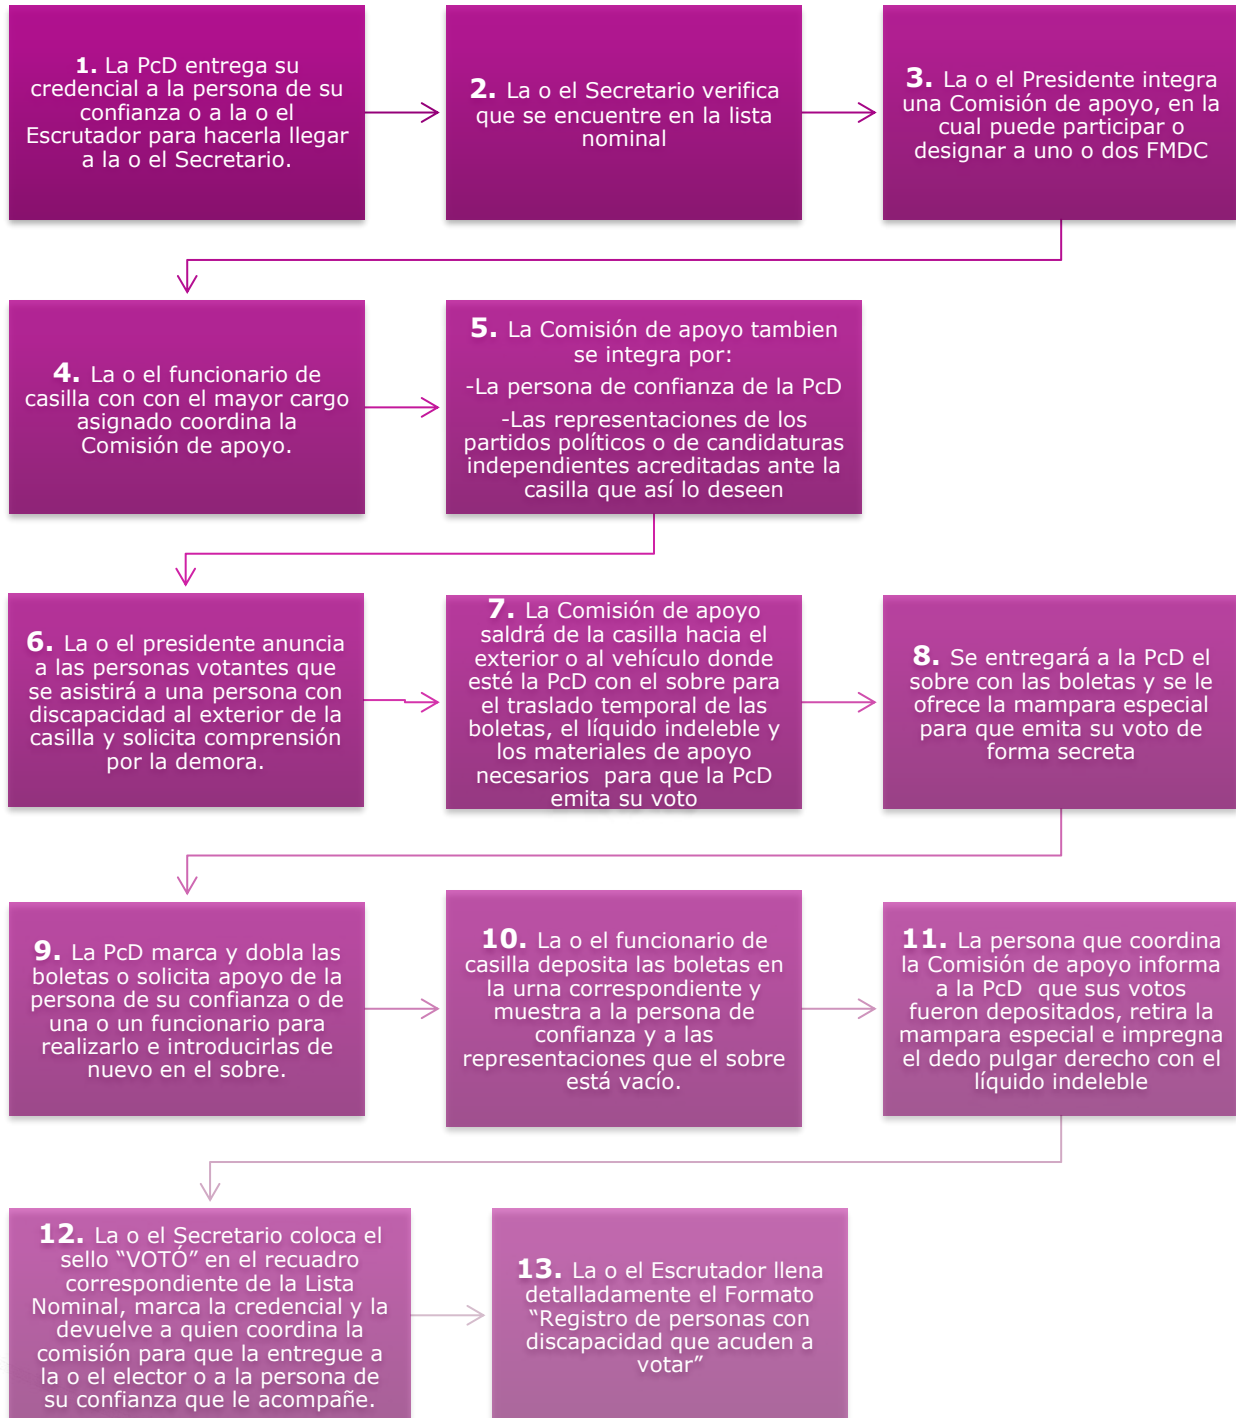 1. La PcD entrega su
credencial a la persona de su
confianza o a la o el
Escrutador para hacerla llegar
a la o el Secretario.
2. La o el Secretario verifica
que se encuentre en la lista
nominal
3. La o el Presidente integra
una Comisión de apoyo, en la
cual puede participar o
designar a uno o dos FMDC
4. La o el funcionario de
casilla con con el mayor cargo
asignado coordina la
Comisión de apoyo.
5. La Comisión de apoyo tambien
se integra por:
-La persona de confianza de la PcD
-Las representaciones de los
partidos políticos o de candidaturas
independientes acreditadas ante la
casilla que así lo deseen
6. La o el presidente anuncia
a las personas votantes que
se asistirá a una persona con
discapacidad al exterior de la
casilla y solicita comprensión
por la demora.
7. La Comisión de apoyo
saldrá de la casilla hacia el
exterior o al vehículo donde
esté la PcD con el sobre para
el traslado temporal de las
boletas, el líquido indeleble y
los materiales de apoyo
necesarios para que la PcD
emita su voto
8. Se entregará a la PcD el
sobre con las boletas y se le
ofrece la mampara especial
para que emita su voto de
forma secreta
9. La PcD marca y dobla las
boletas o solicita apoyo de la
persona de su confianza o de
una o un funcionario para
realizarlo e introducirlas de
nuevo en el sobre.
10. La o el funcionario de
casilla deposita las boletas en
la urna correspondiente y
muestra a la persona de
confianza y a las
representaciones que el sobre
está vacío.
11. La persona que coordina
la Comisión de apoyo informa
a la PcD que sus votos
fueron depositados, retira la
mampara especial e impregna
el dedo pulgar derecho con el
líquido indeleble
12. La o el Secretario coloca el
sello “VOTÓ” en el recuadro
correspondiente de la Lista
Nominal, marca la credencial y la
devuelve a quien coordina la
comisión para que la entregue a
la o el elector o a la persona de
su confianza que le acompañe.
13. La o el Escrutador llena
detalladamente el Formato
“Registro de personas con
discapacidad que acuden a
votar”